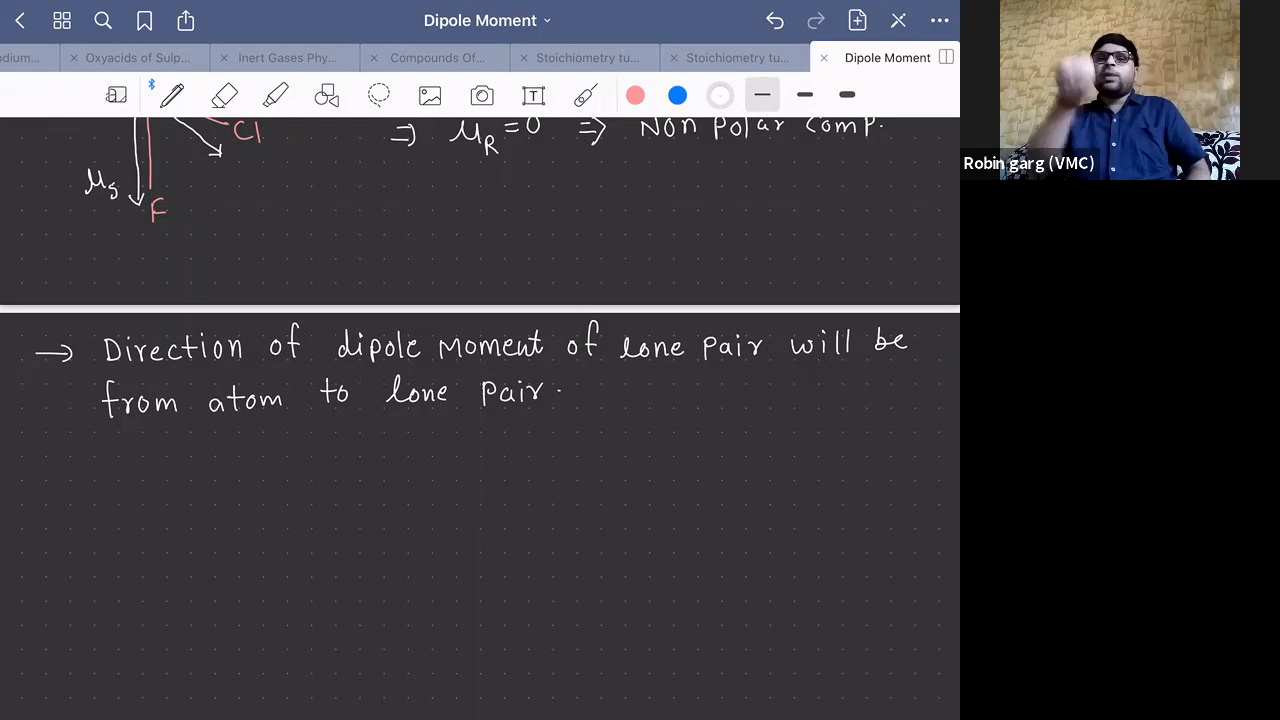 Dipole Moment
odium...
Oxyacids of Sulp...
Inert Gases Phy...
Compounds Of...
Stoichiometry tu...
Stoichiometry tu...
Dipole Moment
Cl
⇒ μR = 0 ⇒ Non Polar Comp.
μ5
F
Robin garg (VMC)
→ Direction of dipole Moment of lone pair will be
from atom to lone pair.